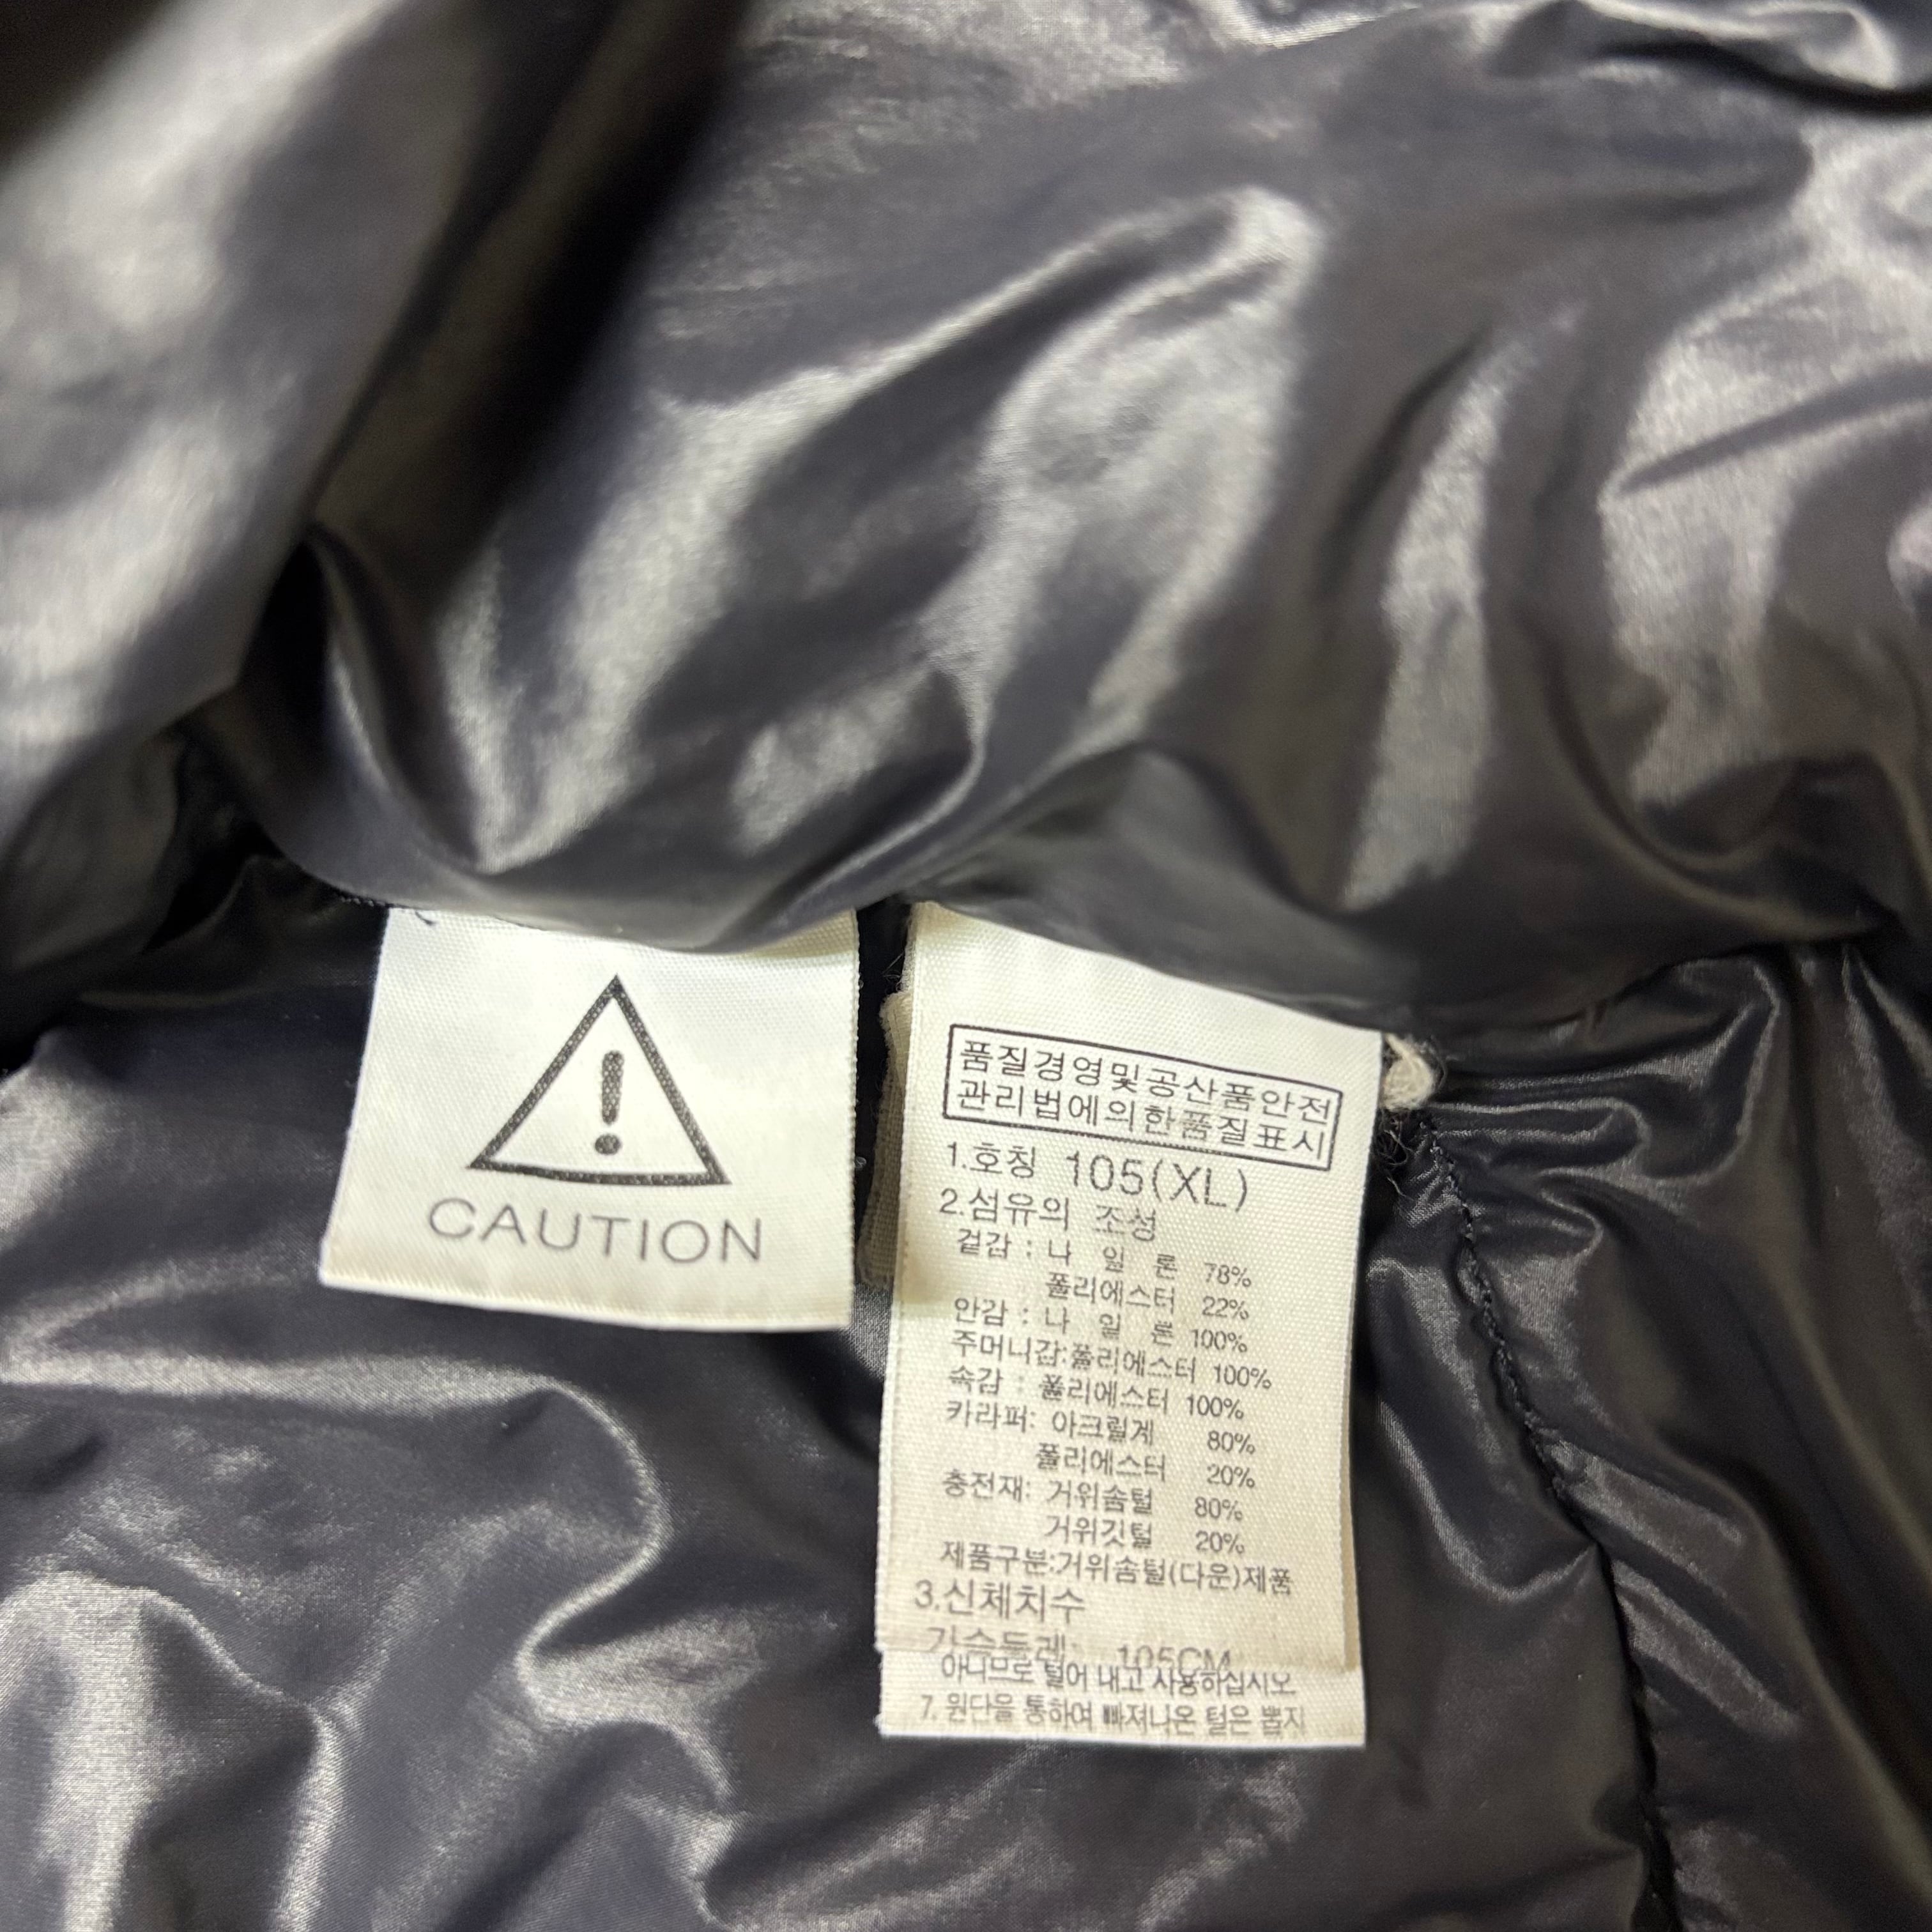 CAUTION
품질경영및공산품안전
관리법에의한품질표시
1.호칭 105(XL)
2.섬유의 조성
겉감 : 나 일 론 78%
폴리에스터 22%
안감 : 나 일 론 100%
주머니감:폴리에스터 100%
속감 : 폴리에스터 100%
카라퍼: 아크릴계 80%
폴리에스터 20%
충전재: 거위솜털 80%
거위깃털 20%
제품구분:거위솜털(다운)제품
3.신체치수
가슴둘레: 105CM
아니므로 털어 내고 사용하십시오
7. 원단을 통하여 빠져나온 털은 뽑지